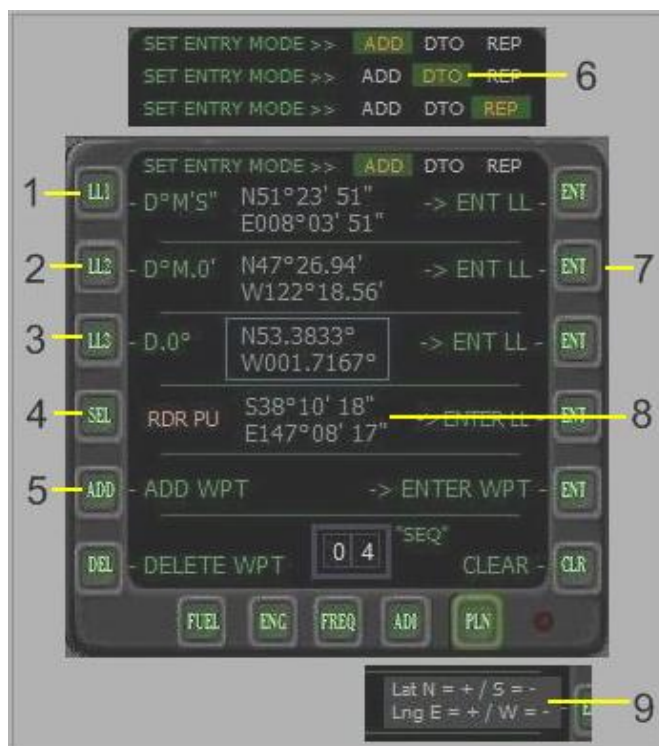 SET ENTRY MODE >> ADD DTO REP
SET ENTRY MODE >> ADD DTO REP
6
SET ENTRY MODE >> ADD DTO REP
SET ENTRY MODE >> ADD DTO REP
1
LL1
- D°M'S"
N51°23' 51"
E008°03' 51"
-> ENT LL -
ENT
2
LL2
- D°M.0'
N47°26.94'
W122°18.56'
-> ENT LL -
ENT
7
3
LL3
- D.0°
N53.3833°
W001.7167°
-> ENT LL -
ENT
4
SEL
RDR PU
S38°10' 18"
E147°08' 17"
8
->ENTER LL -
ENT
5
ADD
- ADD WPT
-> ENTER WPT -
ENT
DEL
- DELETE WPT
0 4
"SEQ"
CLEAR -
CLR
FUEL ENG FREQ ADI PLN
Lat N = + / S = -
Lng E = + / W = -
9